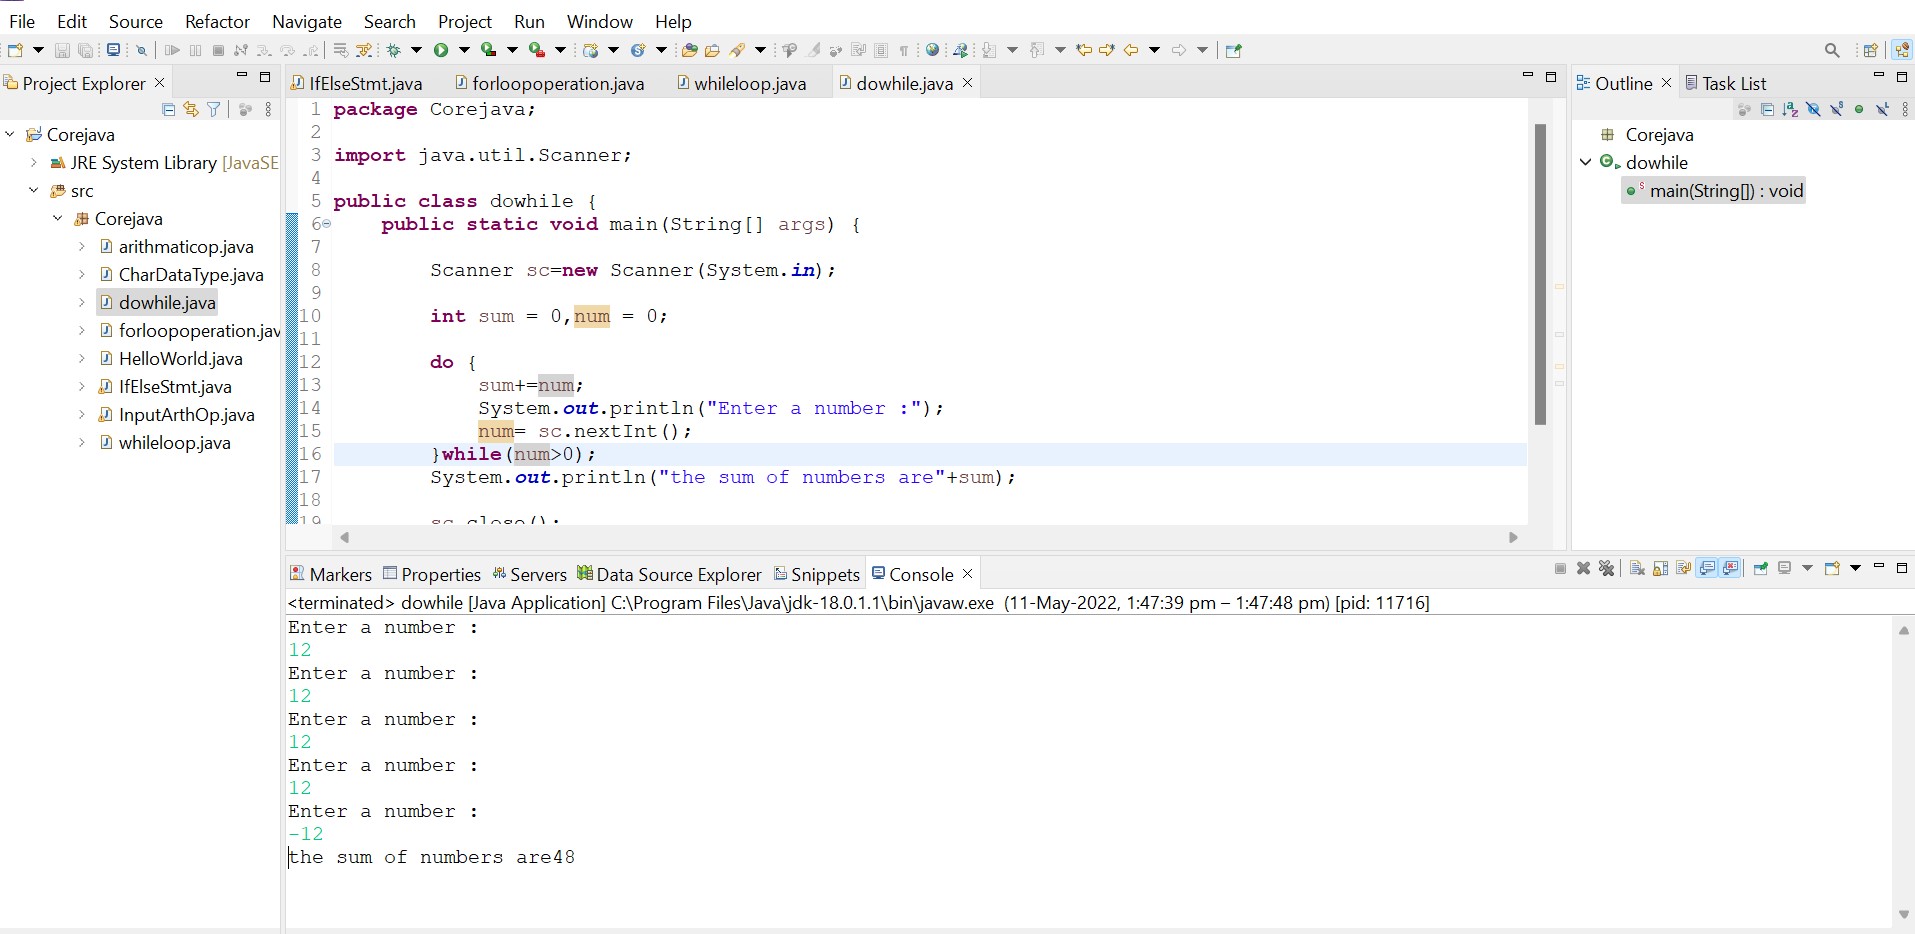 File Edit Source Refactor Navigate Search Project Run Window Help
Project Explorer
Corejava
JRE System Library [JavaSE
src
Corejava
arithmaticop.java
CharDataType.java
dowhile.java
forloopoperation.jav
HelloWorld.java
IfElseStmt.java
InputArthOp.java
whileloop.java
IfElseStmt.java forloopoperation.java whileloop.java dowhile.java
1 package Corejava;
2
3 import java.util.Scanner;
4
5 public class dowhile {
6 public static void main(String[] args) {
7
8 Scanner sc=new Scanner(System.in);
9
10 int sum = 0,num = 0;
11
12 do {
13 sum+=num;
14 System.out.println("Enter a number :");
15 num= sc.nextInt();
16 }while(num>0);
17 System.out.println("the sum of numbers are"+sum);
18
19 sc.close();
Outline Task List
Corejava
dowhile
main(String[]) : void
Markers Properties Servers Data Source Explorer Snippets Console
<terminated> dowhile [Java Application] C:\Program Files\Java\jdk-18.0.1.1\bin\javaw.exe (11-May-2022, 1:47:39 pm – 1:47:48 pm) [pid: 11716]
Enter a number :
12
Enter a number :
12
Enter a number :
12
Enter a number :
12
Enter a number :
-12
the sum of numbers are48